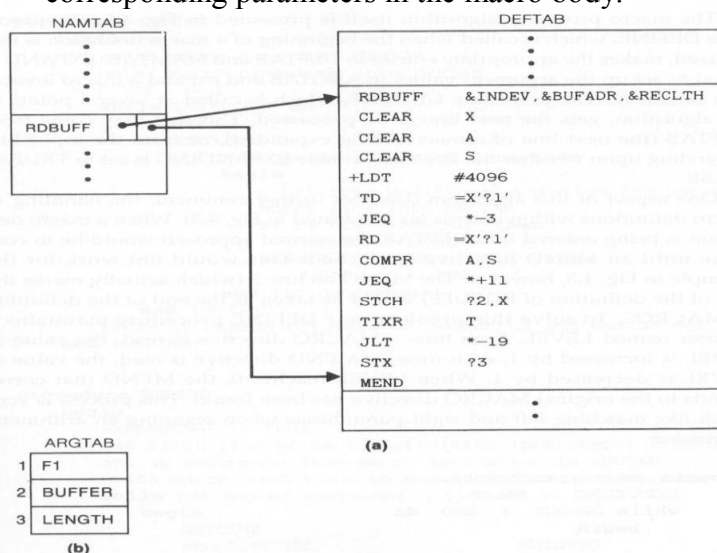 corresponding parameters in the macro body.
NAMTAB
DEFTAB
RDBUFF
RDBUFF &INDEV,&BUFADR,&RECLTH
CLEAR X
CLEAR A
CLEAR S
+LDT #4096
TD =X'?1'
JEQ *−3
RD =X'?1'
COMPR A,S
JEQ *+11
STCH ?2,X
TIXR T
JLT *−19
STX ?3
MEND
(a)
ARGTAB
1 F1
2 BUFFER
3 LENGTH
(b)